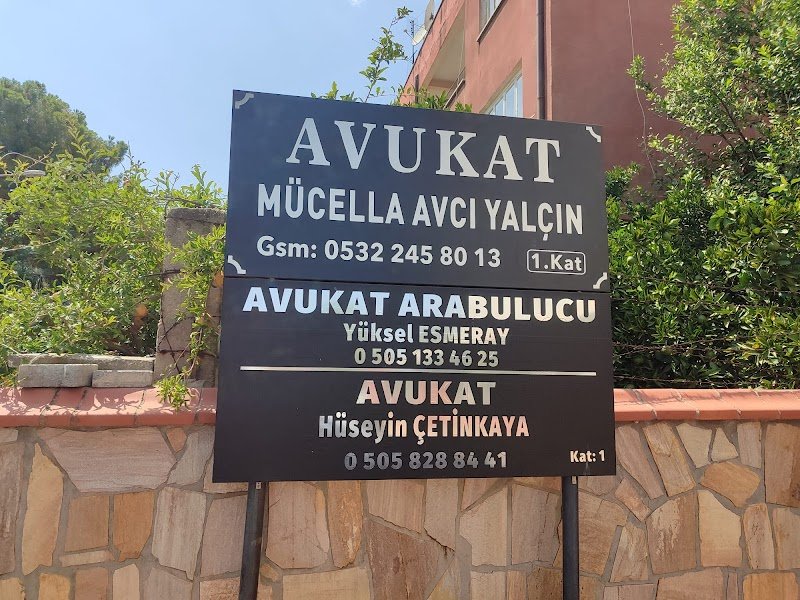 AVUKAT
MÜCELLA AVCI YALÇIN
Gsm: 0532 245 80 13 1.Kat
AVUKAT ARABULUCU
Yüksel ESMERAY
0 505 133 46 25
AVUKAT
Hüseyin ÇETİNKAYA
0 505 828 84 41 Kat: 1